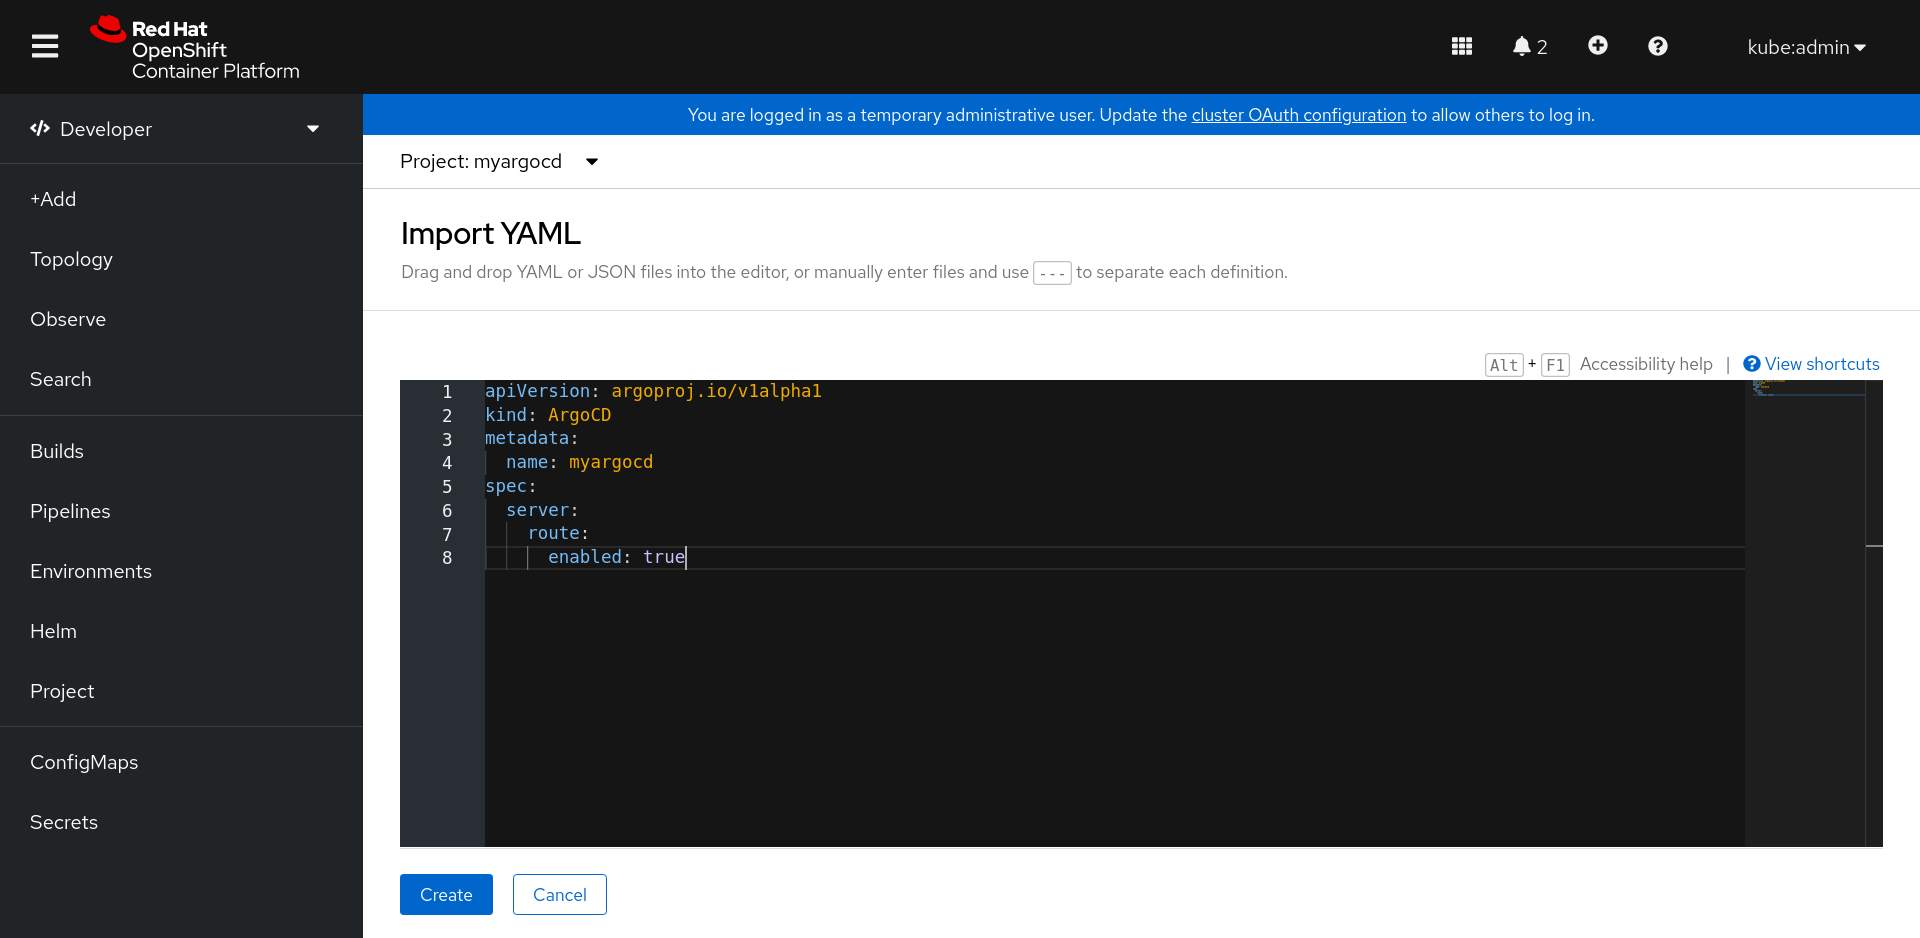 Red Hat
OpenShift
Container Platform
2
kube:admin
Developer
+Add
Topology
Observe
Search
Builds
Pipelines
Environments
Helm
Project
ConfigMaps
Secrets
You are logged in as a temporary administrative user. Update the cluster OAuth configuration to allow others to log in.
Project: myargocd
Import YAML
Drag and drop YAML or JSON files into the editor, or manually enter files and use --- to separate each definition.
Alt + F1 Accessibility help | View shortcuts
1 apiVersion: argoproj.io/v1alpha1
2 kind: ArgoCD
3 metadata:
4   name: myargocd
5 spec:
6   server:
7     route:
8       enabled: true
Create Cancel